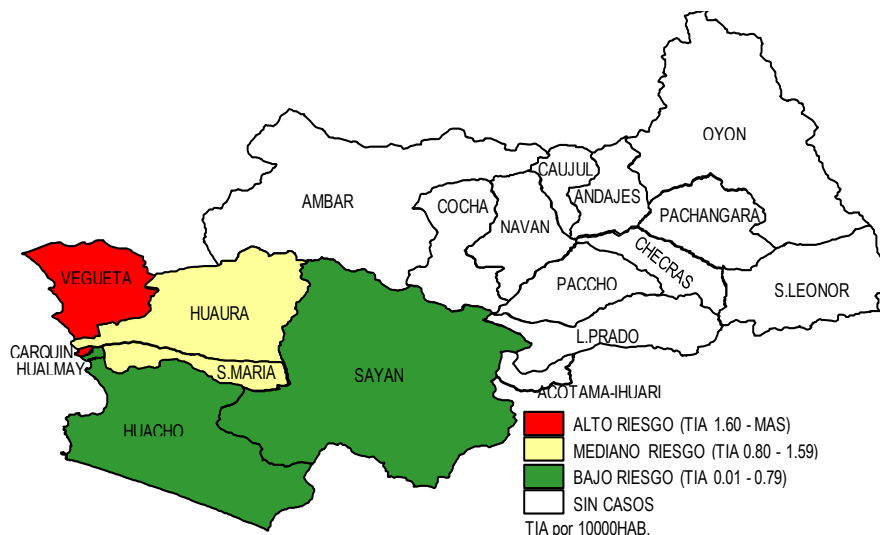 OYON
CAUJUL
AMBAR
COCHA
ANDAJES
NAVAN
PACHANGARA
CHECRAS
VEGUETA
PACCHO
S.LEONOR
HUAURA
L.PRADO
CARQUIN
HUALMAY
S.MARIA
SAYAN
ACOTAMA-IHUARI
HUACHO
ALTO RIESGO (TIA 1.60 - MAS)
MEDIANO RIESGO (TIA 0.80 - 1.59)
BAJO RIESGO (TIA 0.01 - 0.79)
SIN CASOS
TIA por 10000HAB.